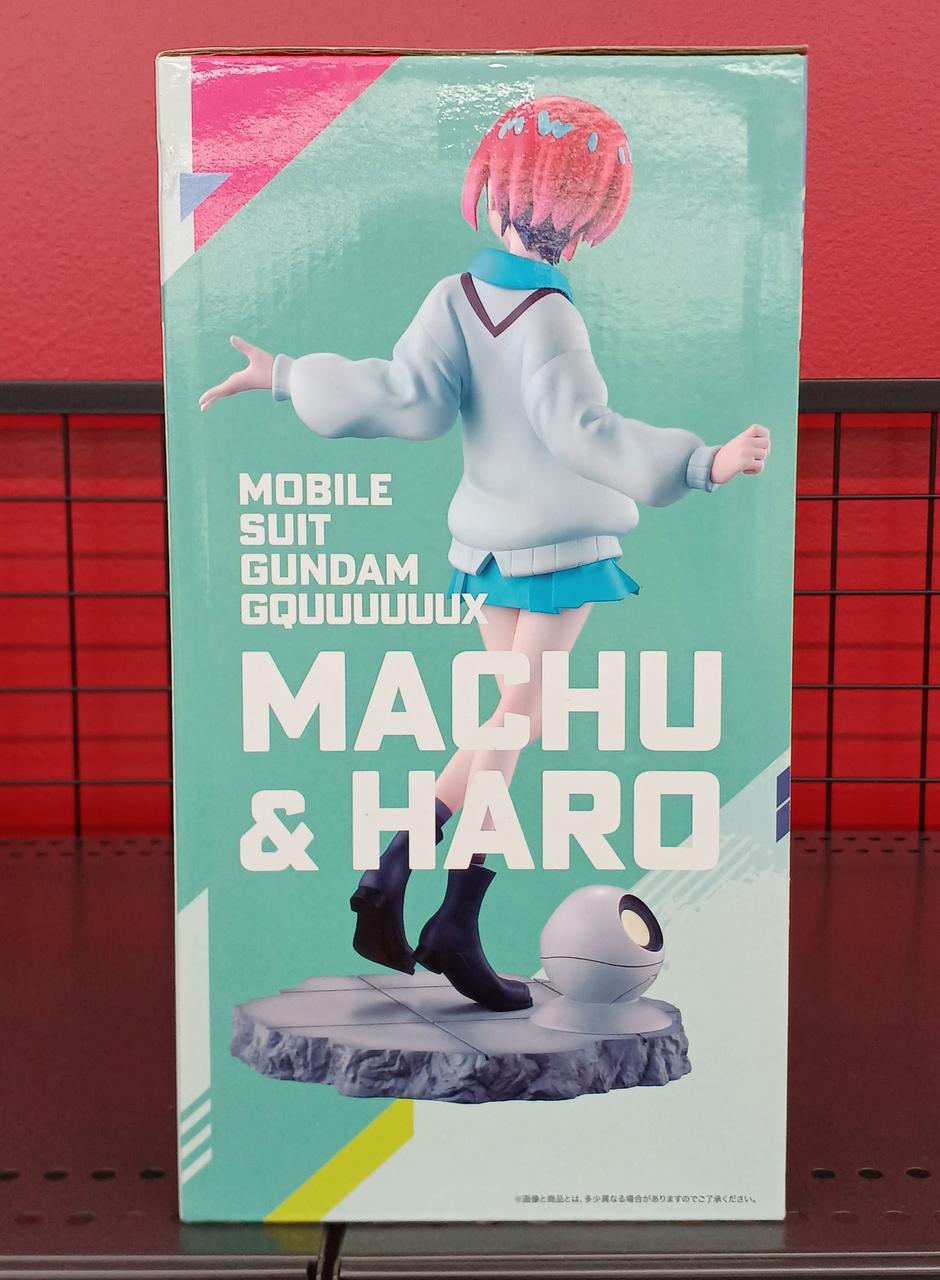 MOBILE
SUIT
GUNDAM
GQUUUUUUX
MACHU
& HARO
※画像と商品とは、多少異なる場合がありますのでご了承ください。